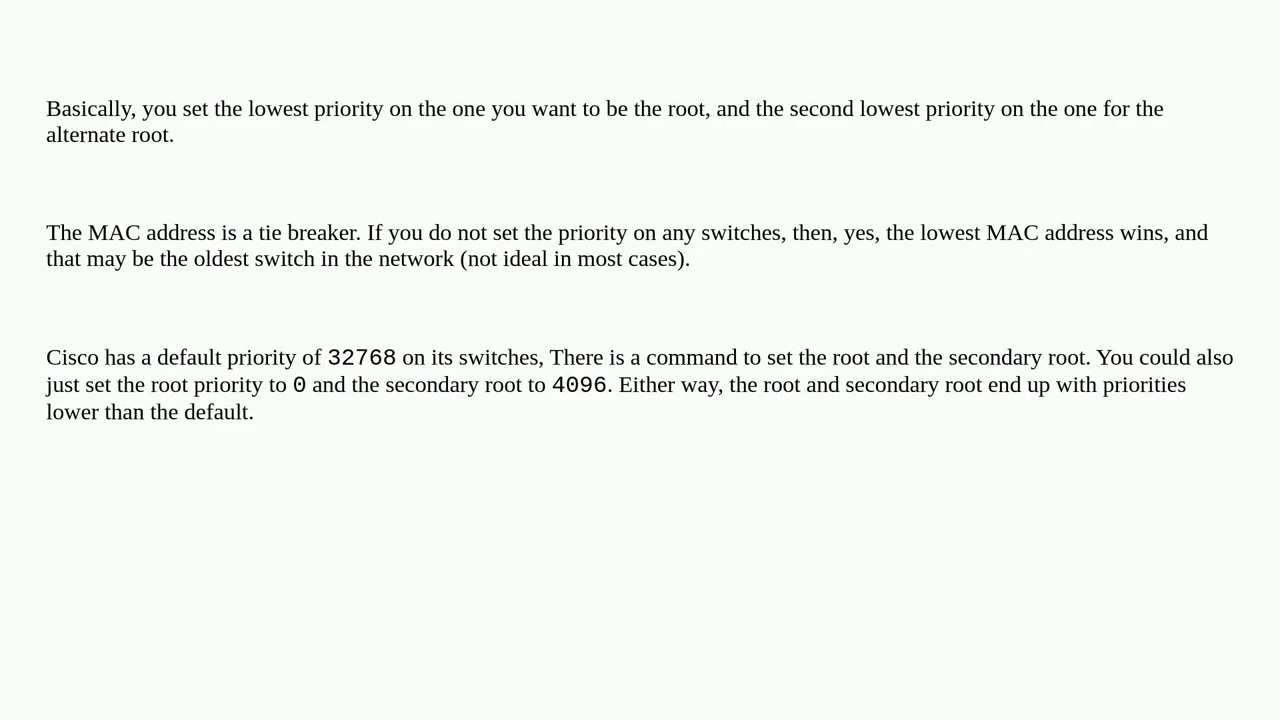 Basically, you set the lowest priority on the one you want to be the root, and the second lowest priority on the one for the
alternate root.
The MAC address is a tie breaker. If you do not set the priority on any switches, then, yes, the lowest MAC address wins, and
that may be the oldest switch in the network (not ideal in most cases).
Cisco has a default priority of 32768 on its switches, There is a command to set the root and the secondary root. You could also
just set the root priority to 0 and the secondary root to 4096. Either way, the root and secondary root end up with priorities
lower than the default.